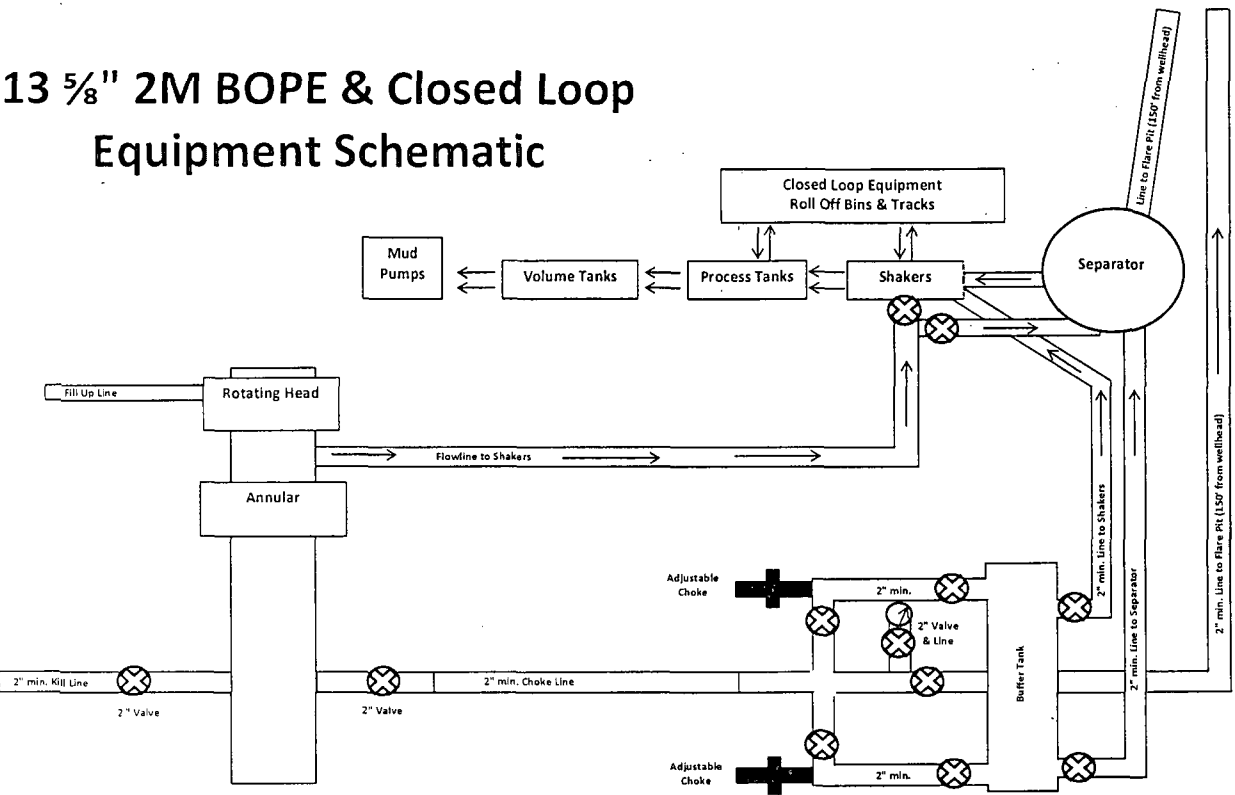 13 ⅝" 2M BOPE & Closed Loop
Equipment Schematic
Closed Loop Equipment
Roll Off Bins & Tracks
Mud
Pumps
Volume Tanks
Process Tanks
Shakers
Separator
Line to Flare Pit (150' from wellhead)
Fill Up Line
Rotating Head
Flowline to Shakers
Annular
Adjustable
Choke
2" min.
2" Valve
& Line
2" min. Kill Line
2" Valve
2" min. Choke Line
2" Valve
Buffer Tank
2" min. Line to Shakers
2" min. Line to Separator
2" min. Line to Flare Pit (150' from wellhead)
Adjustable
Choke
2" min.